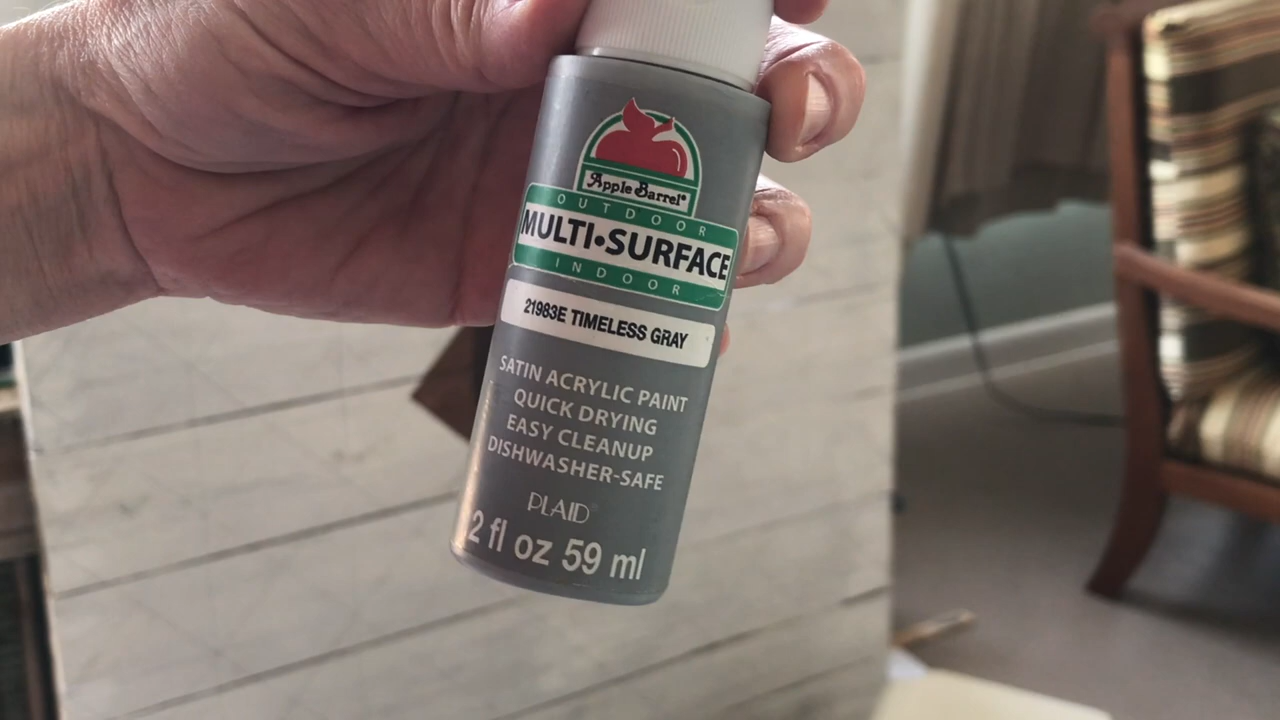 Apple Barrel®
OUTDOOR
MULTI•SURFACE
INDOOR
21983E TIMELESS GRAY
SATIN ACRYLIC PAINT
QUICK DRYING
EASY CLEANUP
DISHWASHER-SAFE
PLAID®
2 fl oz 59 ml